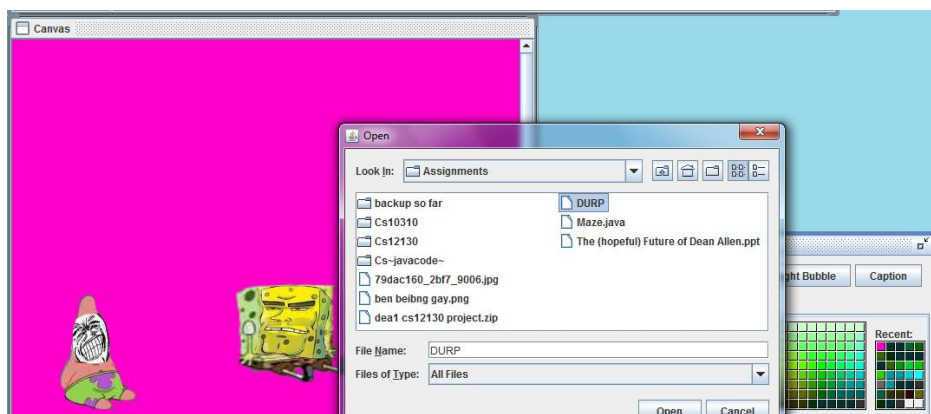 Canvas
Open
Look In: Assignments
backup so far
Cs10310
Cs12130
Cs~javacode~
79dac160_2bf7_9006.jpg
ben beibng gay.png
dea1 cs12130 project.zip
DURP
Maze.java
The (hopeful) Future of Dean Allen.ppt
File Name: DURP
Files of Type: All Files
Open Cancel
ght Bubble Caption
Recent: